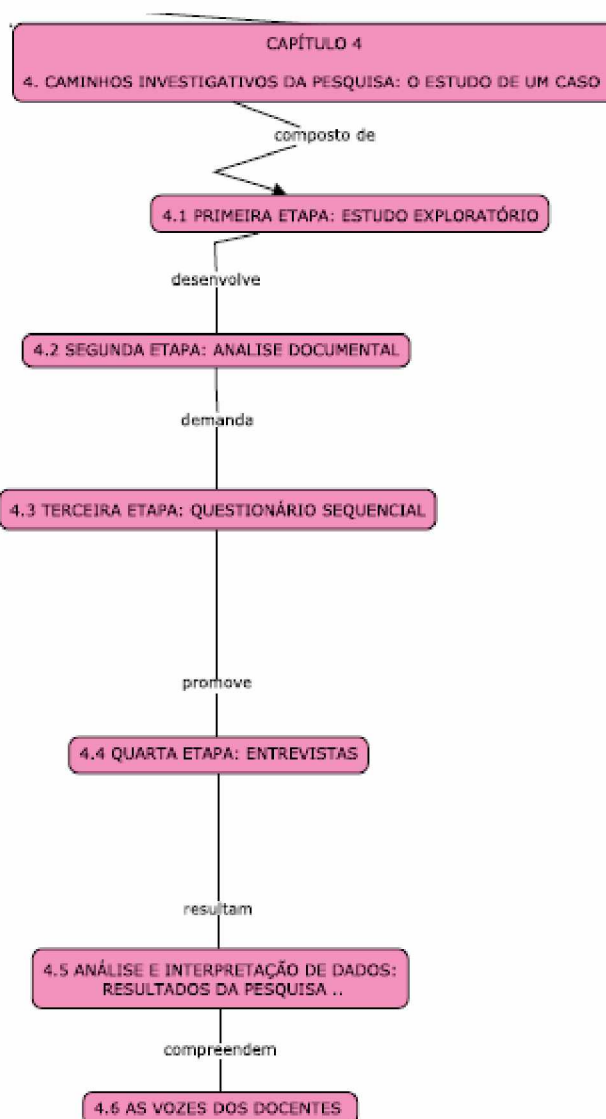 CAPÍTULO 4
4. CAMINHOS INVESTIGATIVOS DA PESQUISA: O ESTUDO DE UM CASO
composto de
4.1 PRIMEIRA ETAPA: ESTUDO EXPLORATÓRIO
desenvolve
4.2 SEGUNDA ETAPA: ANALISE DOCUMENTAL
demanda
4.3 TERCEIRA ETAPA: QUESTIONÁRIO SEQUENCIAL
promove
4.4 QUARTA ETAPA: ENTREVISTAS
resultam
4.5 ANÁLISE E INTERPRETAÇÃO DE DADOS:
RESULTADOS DA PESQUISA ..
compreendem
4.6 AS VOZES DOS DOCENTES